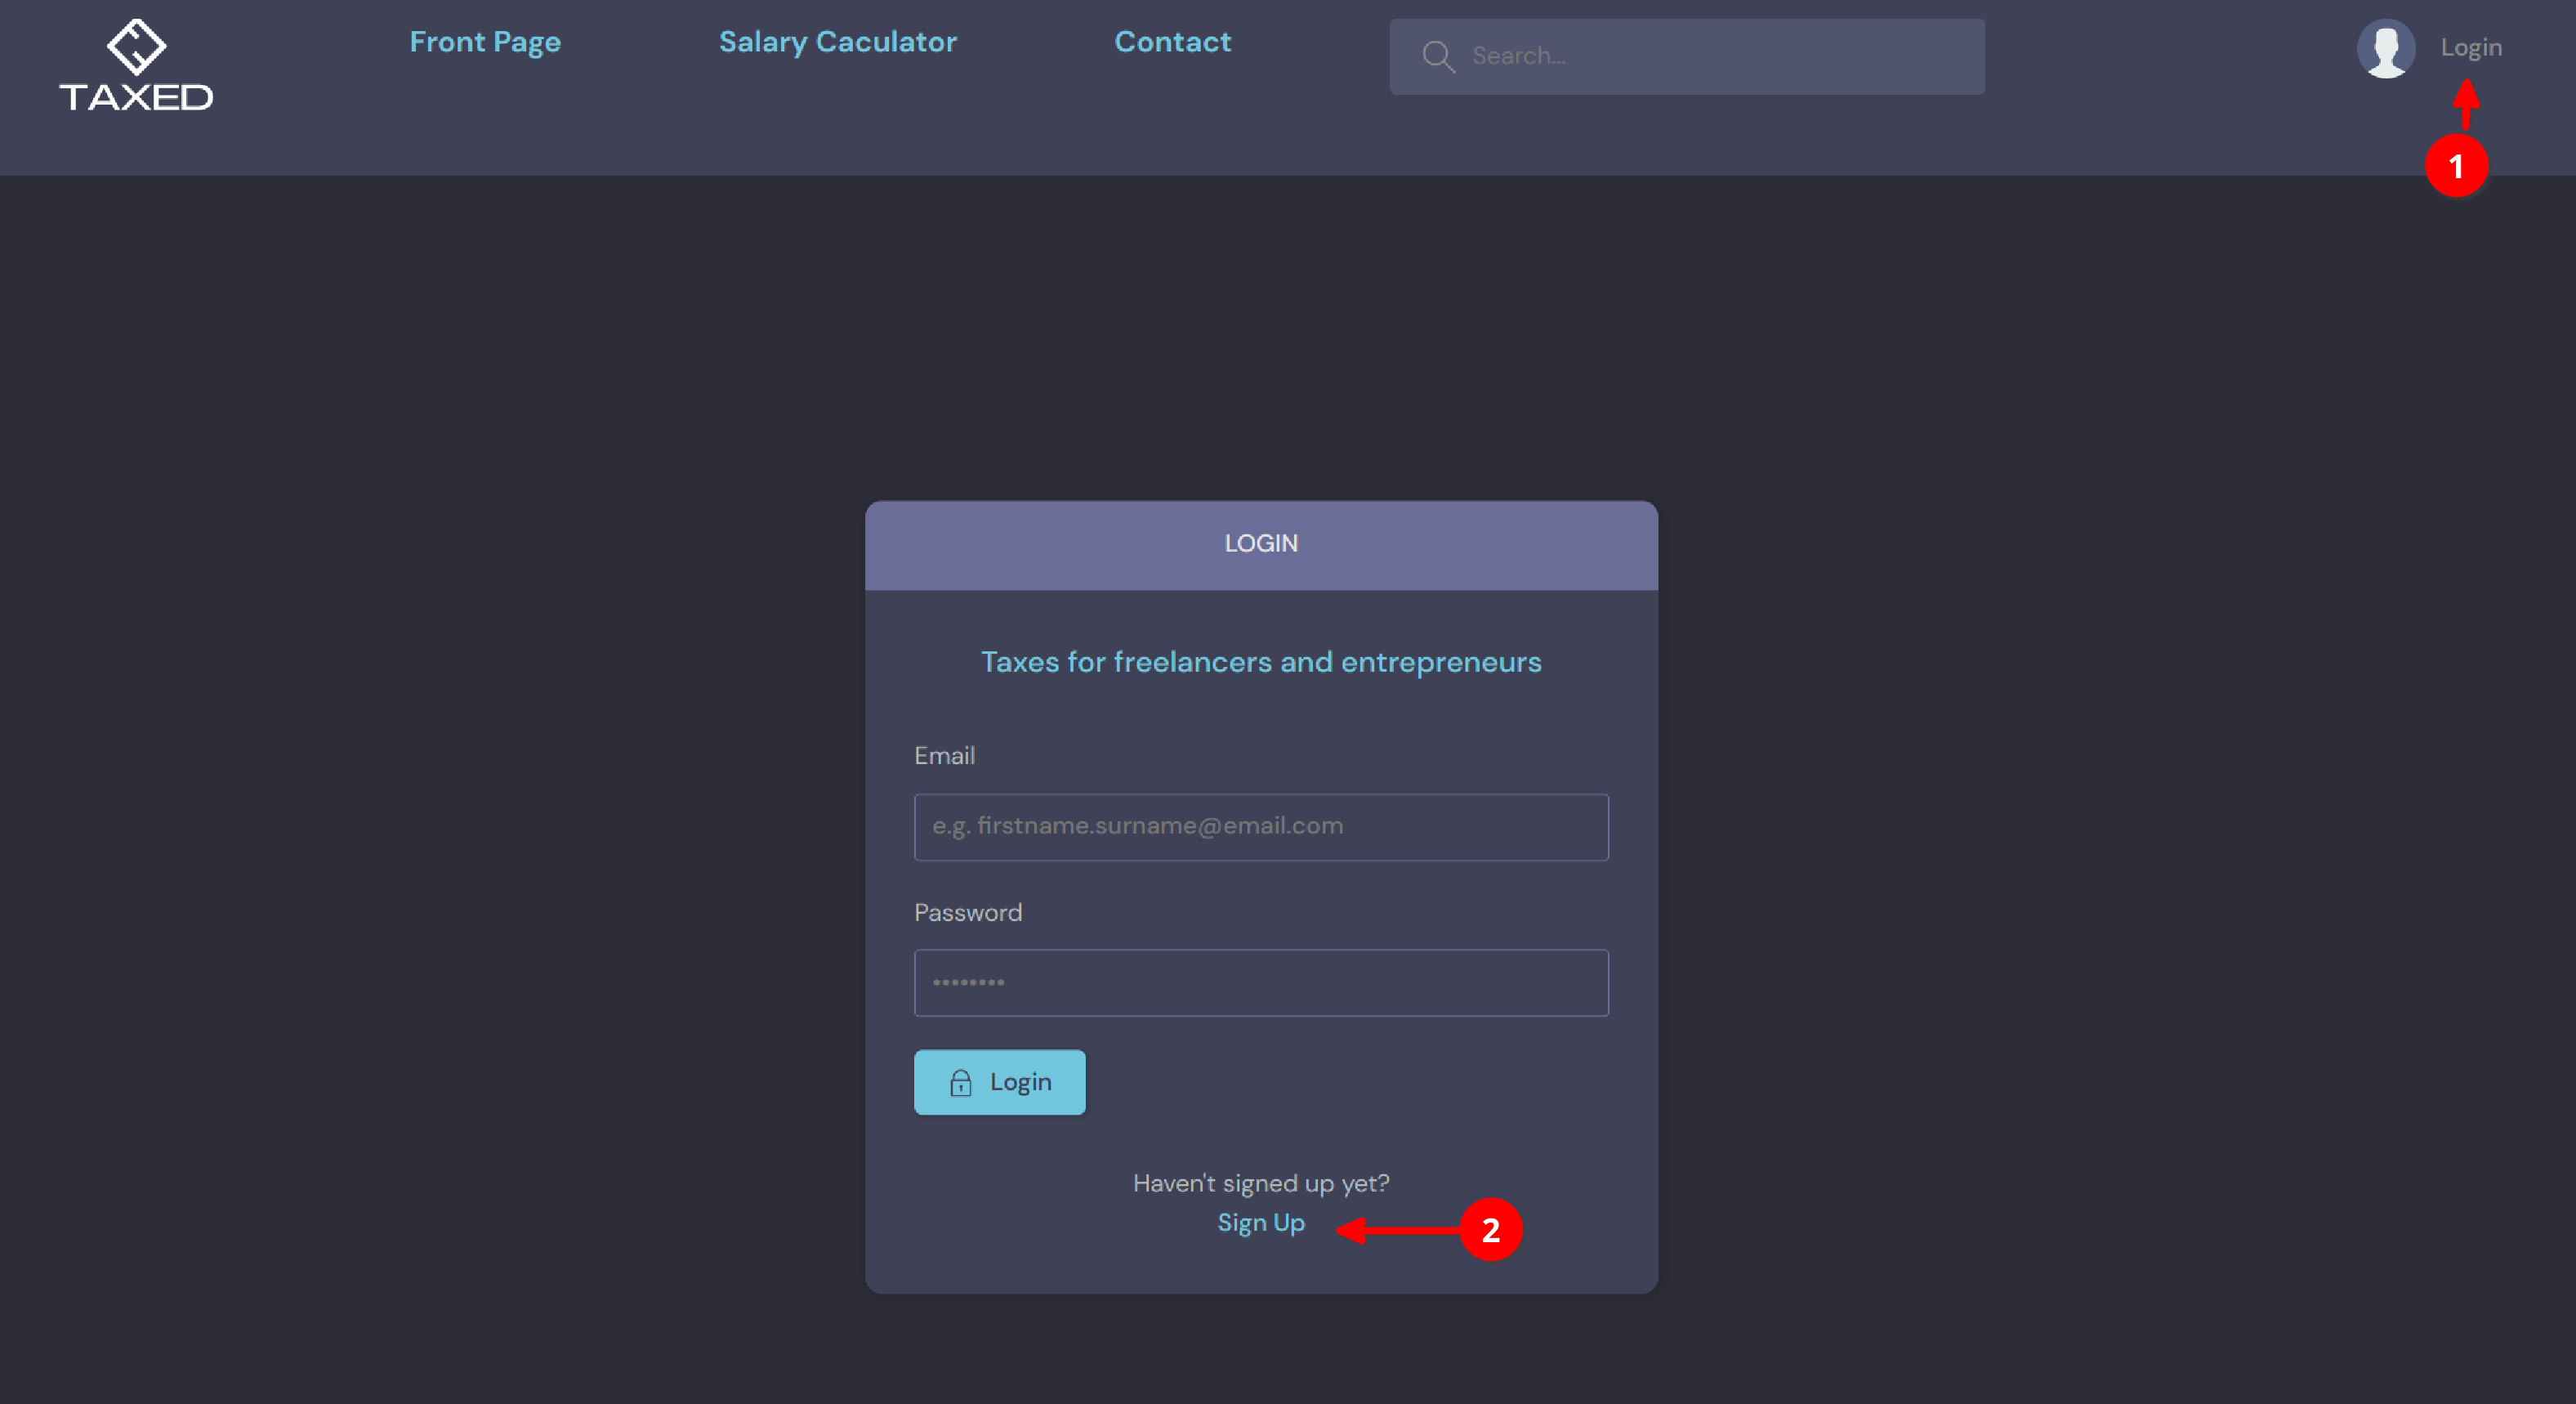 TAXED
Front Page
Salary Caculator
Contact
Search...
Login
1
LOGIN
Taxes for freelancers and entrepreneurs
Email
e.g. firstname.surname@email.com
Password
••••••••
Login
Haven't signed up yet?
Sign Up
2